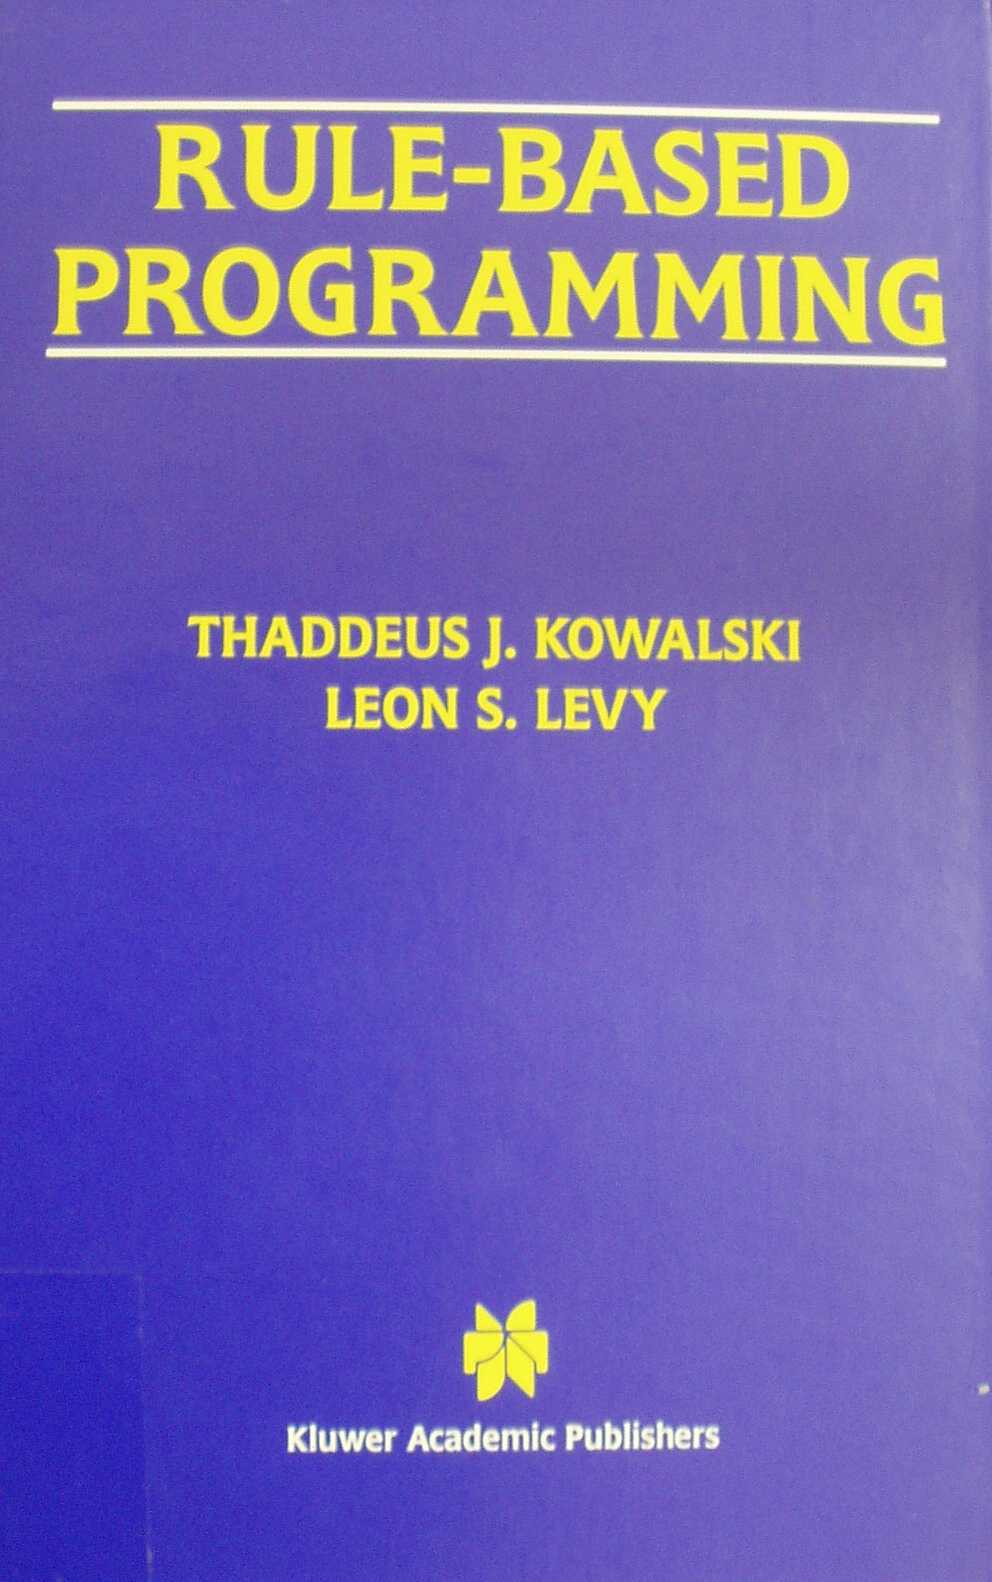 RULE-BASED
PROGRAMMING
THADDEUS J. KOWALSKI
LEON S. LEVY
Kluwer Academic Publishers